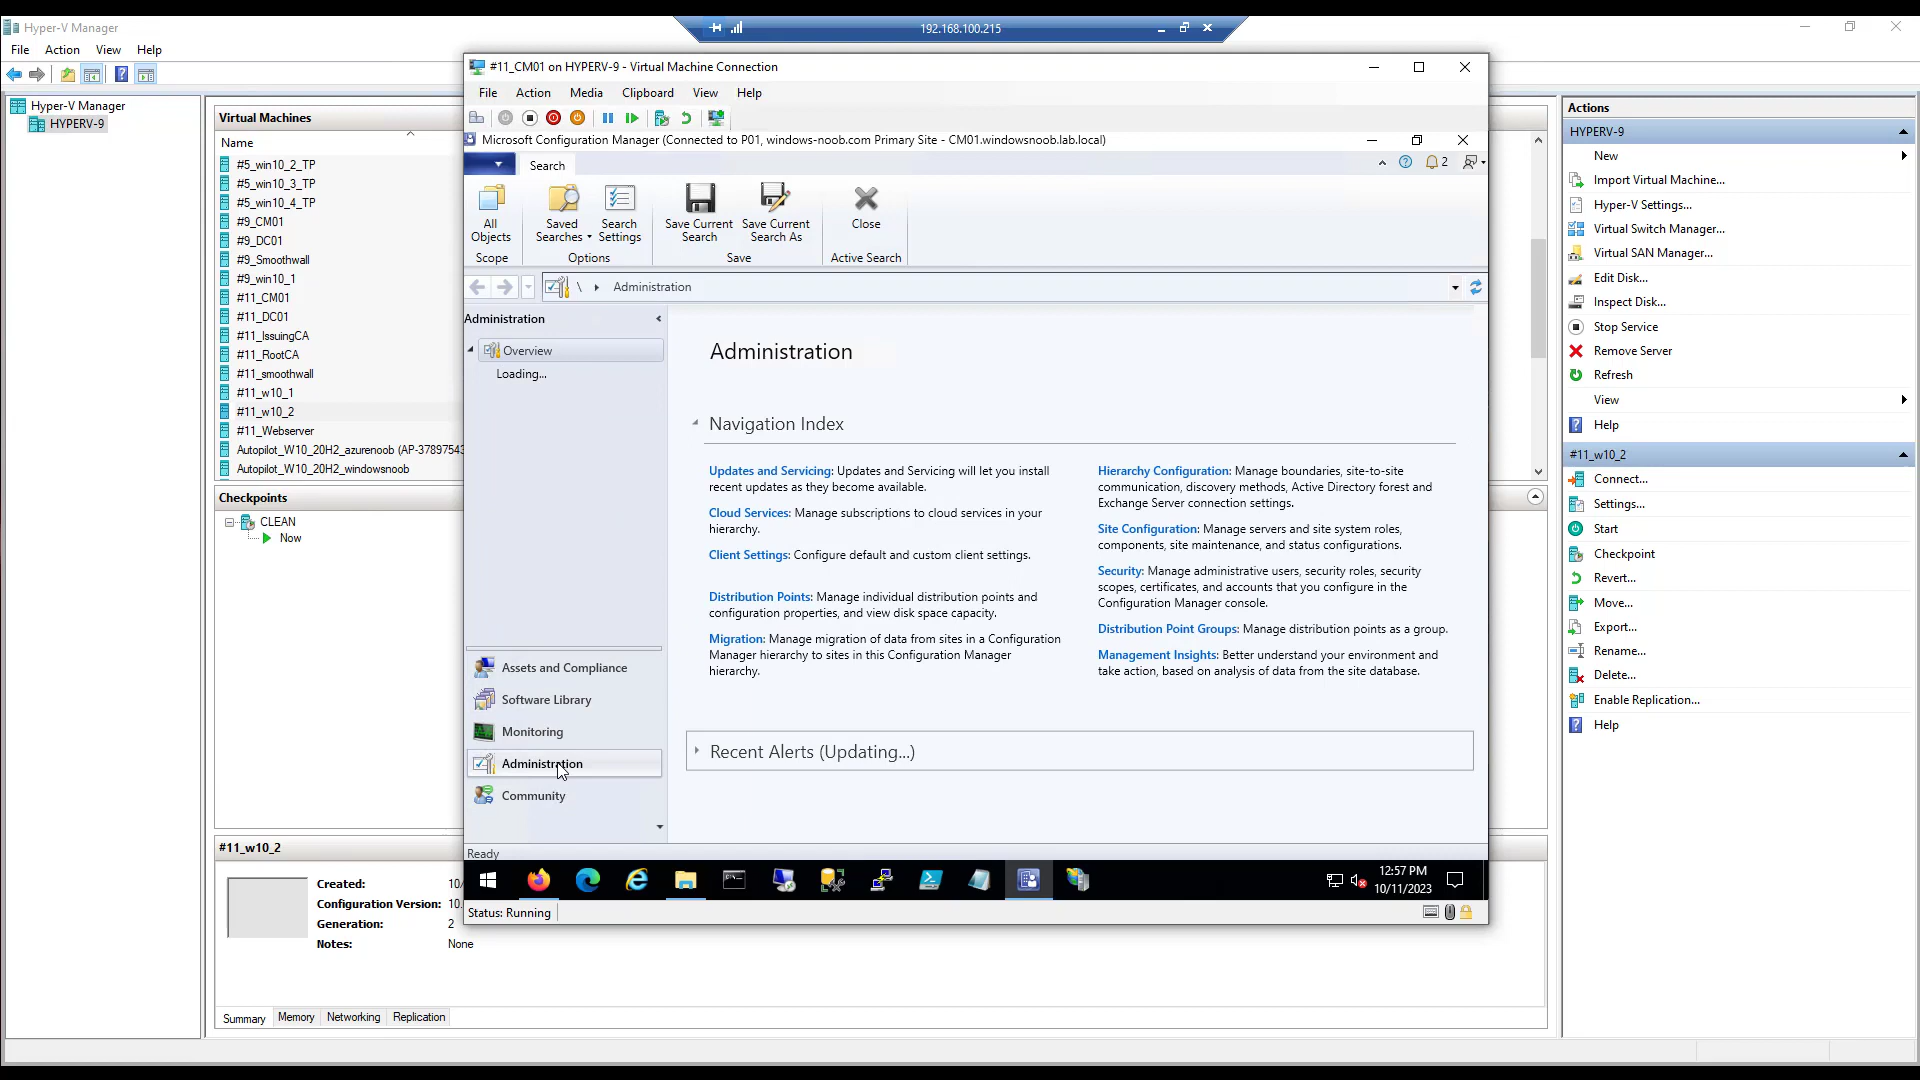 Hyper-V Manager
192.168.100.215
File Action View Help
Hyper-V Manager
HYPERV-9
Virtual Machines
Name
#5_win10_2_TP
#5_win10_3_TP
#5_win10_4_TP
#9_CM01
#9_DC01
#9_Smoothwall
#9_win10_1
#11_CM01
#11_DC01
#11_IssuingCA
#11_RootCA
#11_smoothwall
#11_w10_1
#11_w10_2
#11_Webserver
Autopilot_W10_20H2_azurenoob (AP-37897543
Autopilot_W10_20H2_windowsnoob
Checkpoints
CLEAN
Now
#11_w10_2
Created: 10/
Configuration Version: 10.
Generation: 2
Notes: None
Summary Memory Networking Replication
#11_CM01 on HYPERV-9 - Virtual Machine Connection
File Action Media Clipboard View Help
Microsoft Configuration Manager (Connected to P01, windows-noob.com Primary Site - CM01.windowsnoob.lab.local)
Search
2
All Objects
Saved Searches
Search Settings
Save Current Search
Save Current Search As
Close
Scope
Options
Save
Active Search
\ Administration
Administration
Overview
Loading...
Assets and Compliance
Software Library
Monitoring
Administration
Community
Ready
Administration
Navigation Index
Updates and Servicing: Updates and Servicing will let you install
recent updates as they become available.
Cloud Services: Manage subscriptions to cloud services in your
hierarchy.
Client Settings: Configure default and custom client settings.
Distribution Points: Manage individual distribution points and
configuration properties, and view disk space capacity.
Migration: Manage migration of data from sites in a Configuration
Manager hierarchy to sites in this Configuration Manager
hierarchy.
Hierarchy Configuration: Manage boundaries, site-to-site
communication, discovery methods, Active Directory forest and
Exchange Server connection settings.
Site Configuration: Manage servers and site system roles,
components, site maintenance, and status configurations.
Security: Manage administrative users, security roles, security
scopes, certificates, and accounts that you configure in the
Configuration Manager console.
Distribution Point Groups: Manage distribution points as a group.
Management Insights: Better understand your environment and
take action, based on analysis of data from the site database.
Recent Alerts (Updating...)
12:57 PM
10/11/2023
Status: Running
Actions
HYPERV-9
New
Import Virtual Machine...
Hyper-V Settings...
Virtual Switch Manager...
Virtual SAN Manager...
Edit Disk...
Inspect Disk...
Stop Service
Remove Server
Refresh
View
Help
#11_w10_2
Connect...
Settings...
Start
Checkpoint
Revert...
Move...
Export...
Rename...
Delete...
Enable Replication...
Help